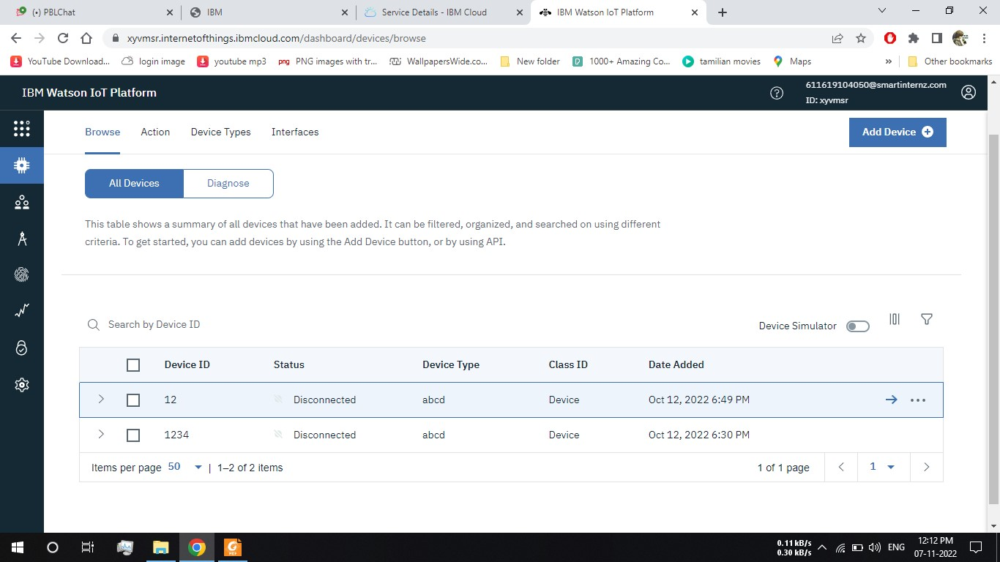 (•) PBLChat
IBM
Service Details - IBM Cloud
IBM Watson IoT Platform
xyvmsr.internetofthings.ibmcloud.com/dashboard/devices/browse
YouTube Download...
login image
youtube mp3
png PNG images with tr...
WallpapersWide.co...
New folder
1000+ Amazing Co...
tamilian movies
Maps
»
Other bookmarks
IBM Watson IoT Platform
611619104050@smartinternz.com
ID: xyvmsr
Browse Action Device Types Interfaces
Add Device
All Devices Diagnose
This table shows a summary of all devices that have been added. It can be filtered, organized, and searched on using different
criteria. To get started, you can add devices by using the Add Device button, or by using API.
Search by Device ID
Device Simulator
Device ID Status Device Type Class ID Date Added
12 Disconnected abcd Device Oct 12, 2022 6:49 PM
1234 Disconnected abcd Device Oct 12, 2022 6:30 PM
Items per page 50 | 1–2 of 2 items 1 of 1 page 1
0.11 kB/s
0.30 kB/s
ENG
12:12 PM
07-11-2022